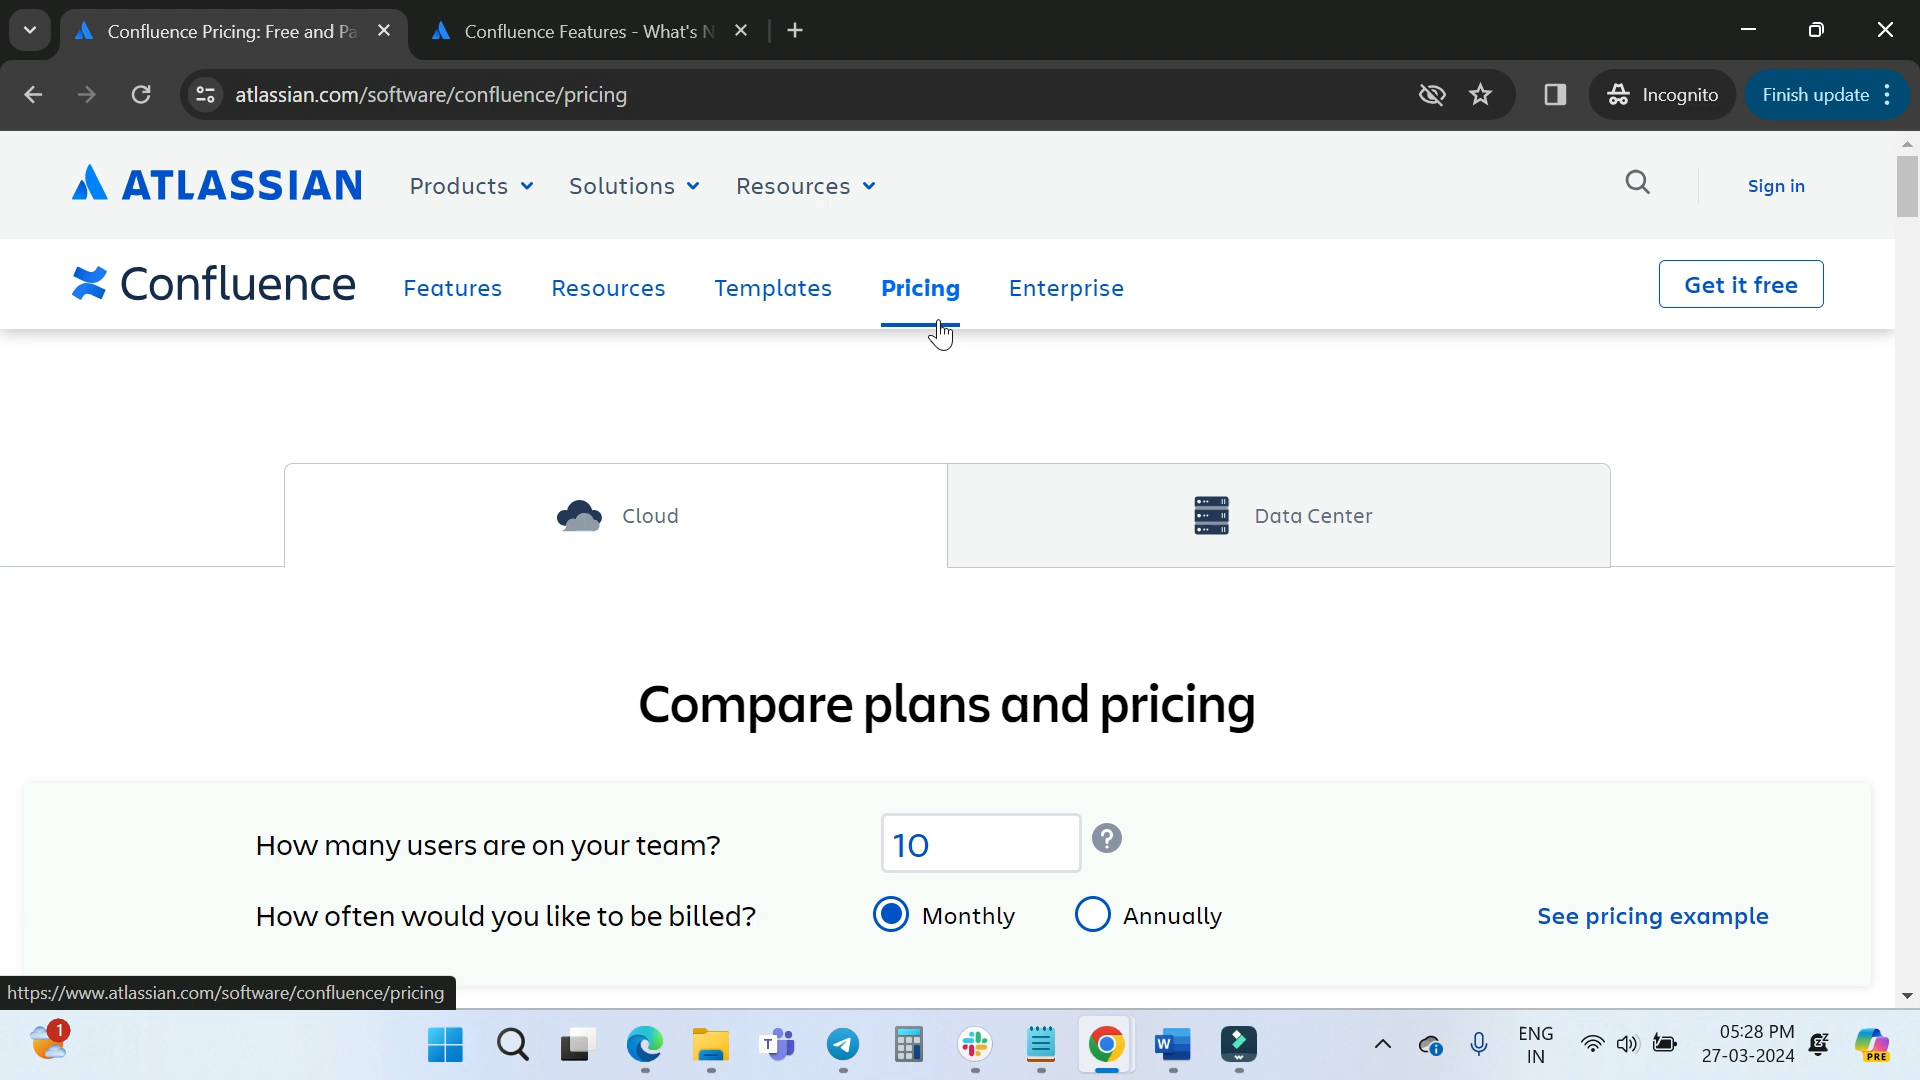 Confluence Pricing: Free and Pa
Confluence Features - What's N
atlassian.com/software/confluence/pricing
Incognito
Finish update
ATLASSIAN
Products
Solutions
Resources
Sign in
Confluence
Features
Resources
Templates
Pricing
Enterprise
Get it free
Cloud
Data Center
Compare plans and pricing
How many users are on your team?
10
?
How often would you like to be billed?
Monthly
Annually
See pricing example
https://www.atlassian.com/software/confluence/pricing
1
ENG
IN
05:28 PM
27-03-2024
PRE